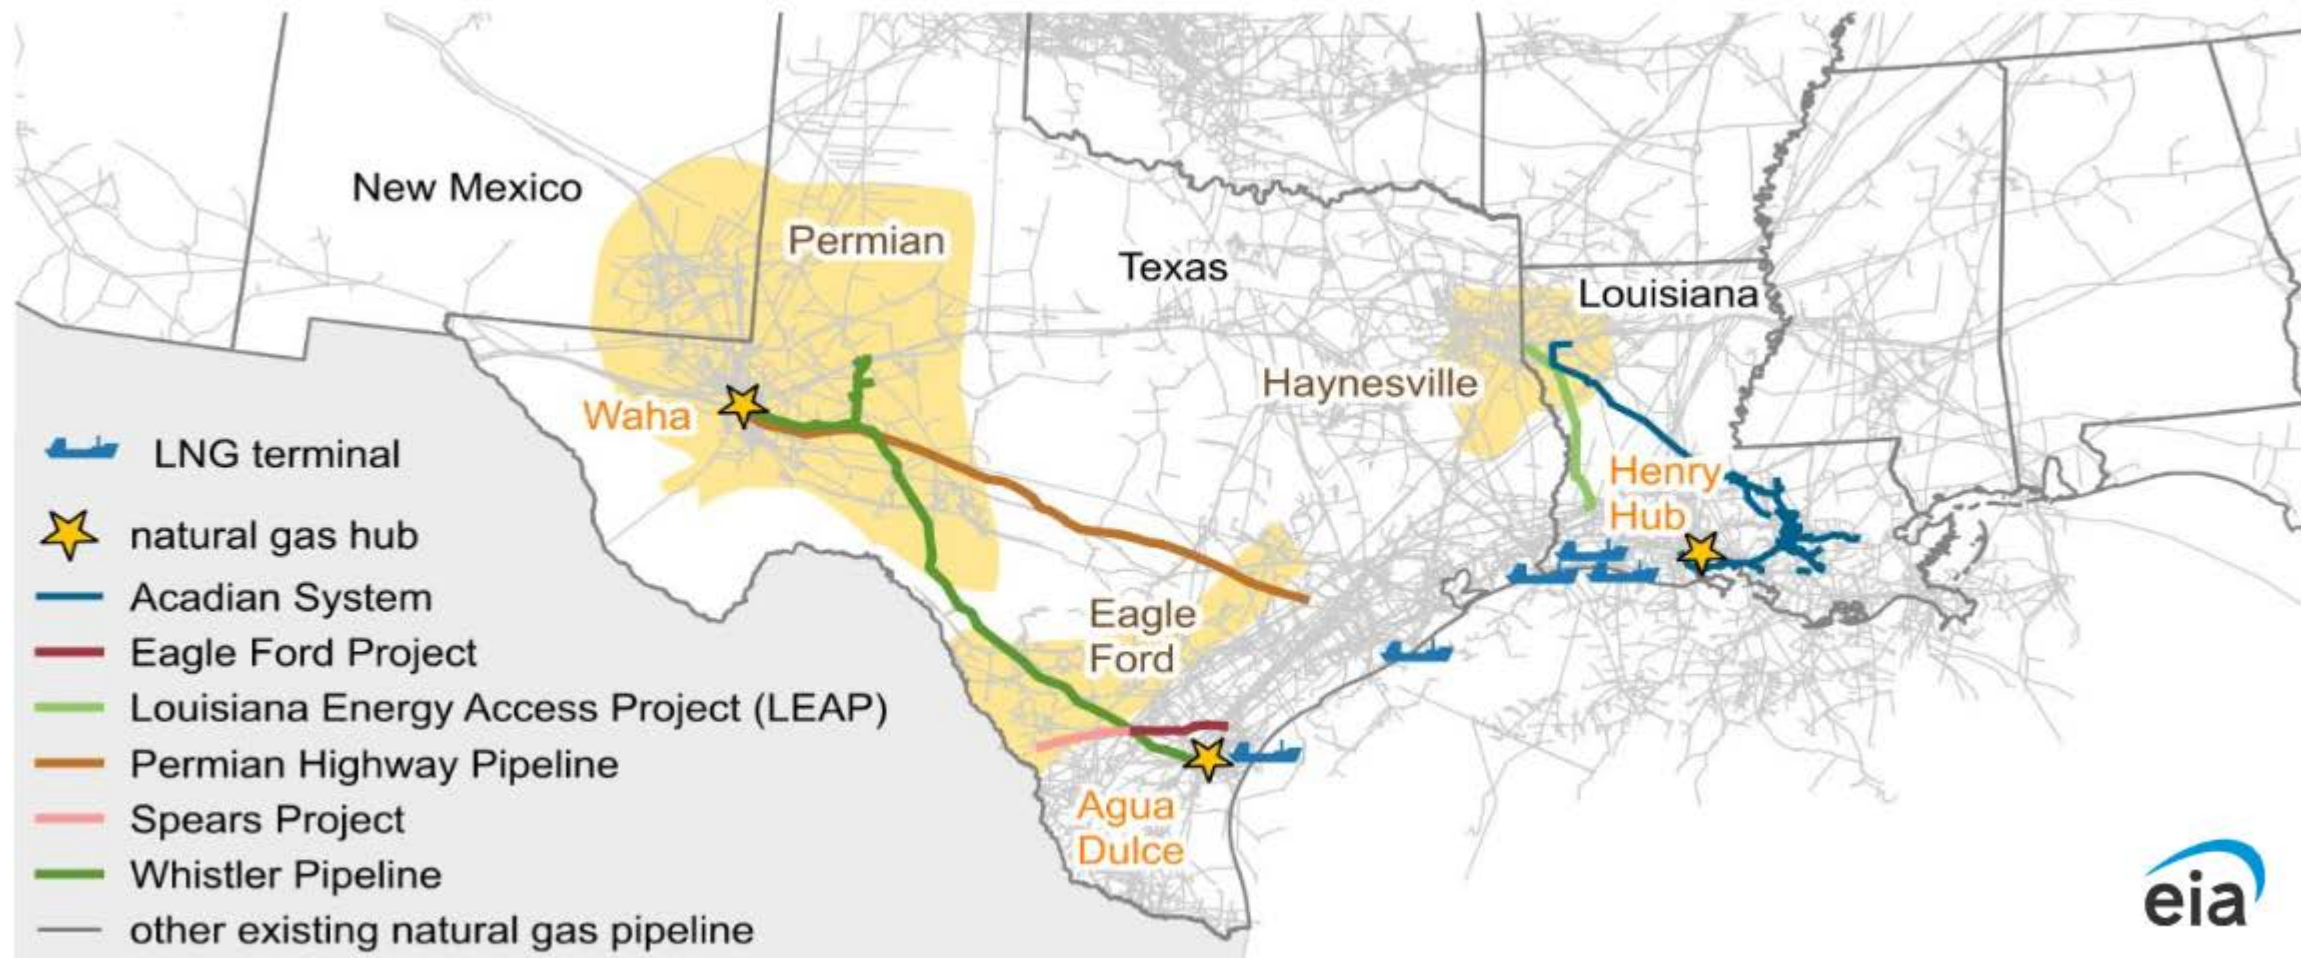 New Mexico
Permian
Texas
Louisiana
Haynesville
Waha
Henry
Hub
Eagle
Ford
Agua
Dulce
LNG terminal
natural gas hub
Acadian System
Eagle Ford Project
Louisiana Energy Access Project (LEAP)
Permian Highway Pipeline
Spears Project
Whistler Pipeline
other existing natural gas pipeline
eia